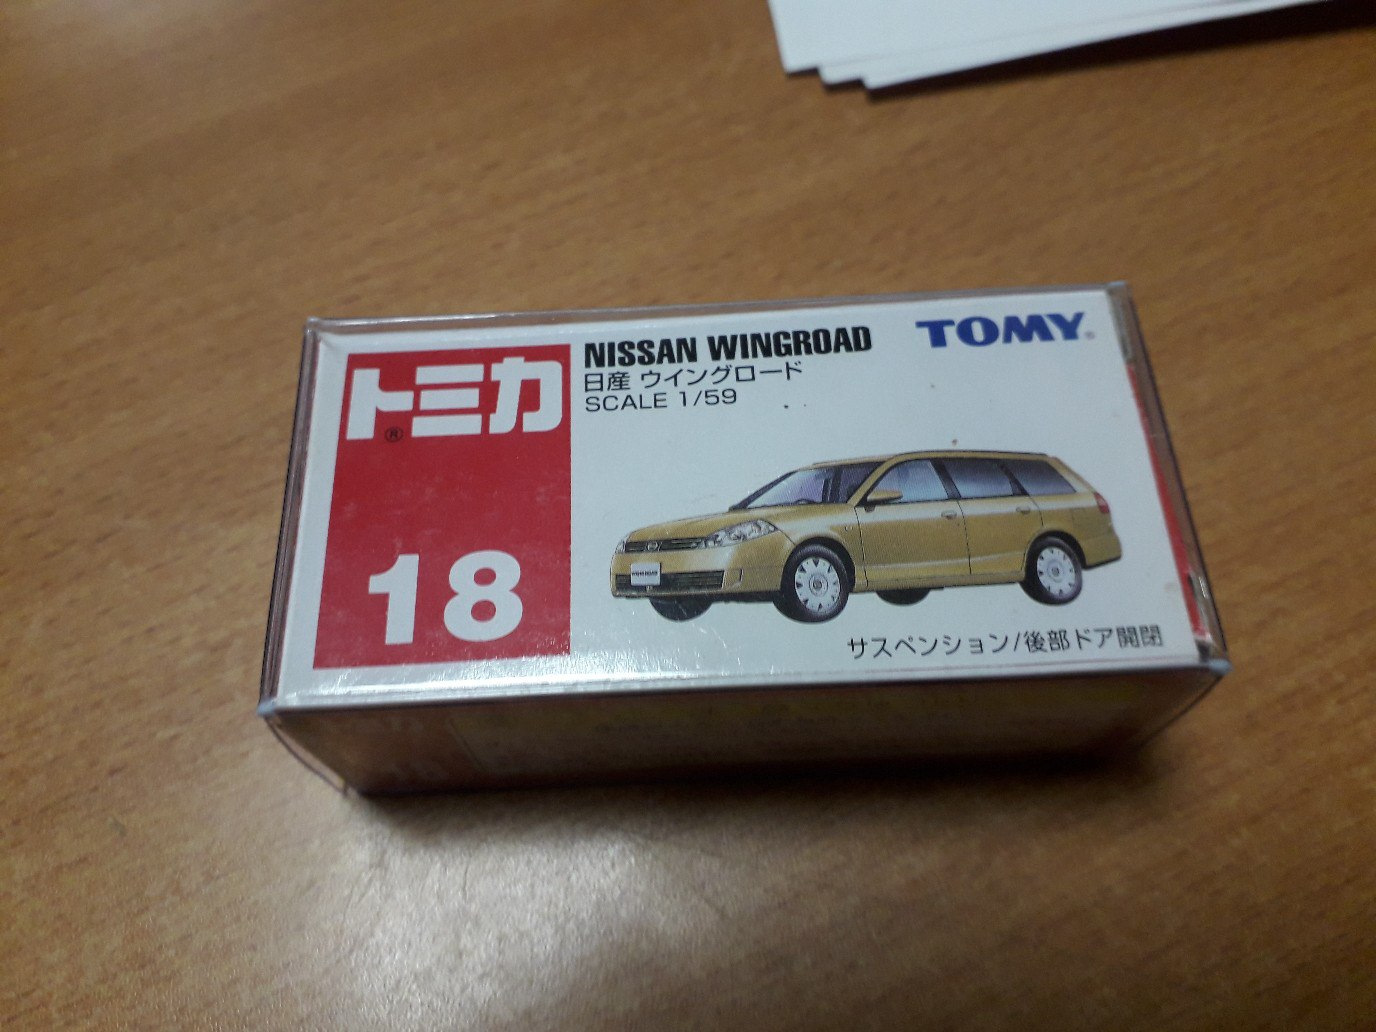 トミカ®
18
NISSAN WINGROAD
日産 ウイングロード
SCALE 1/59
TOMY
サスペンション/後部ドア開閉